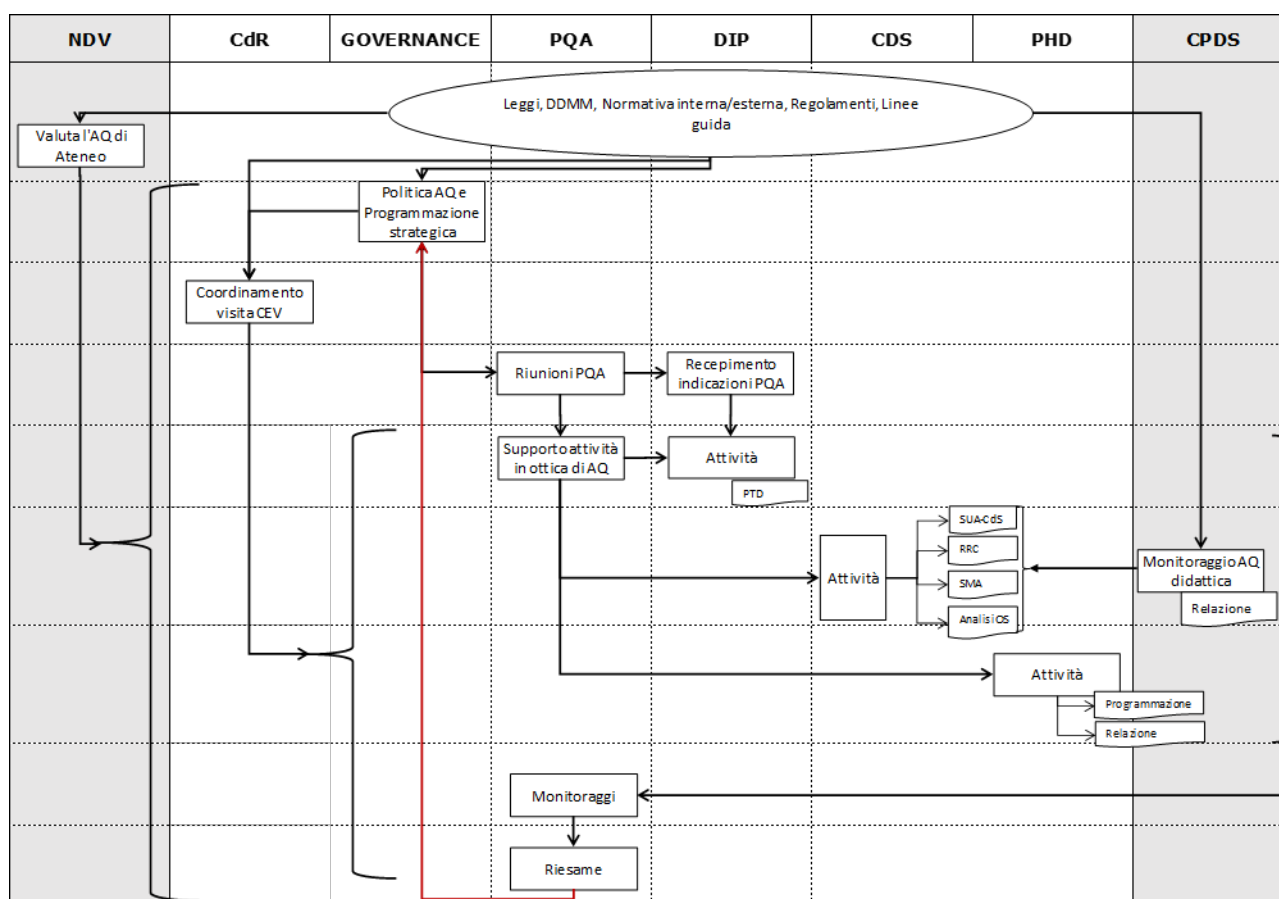 NDV
CdR
GOVERNANCE
PQA
DIP
CDS
PHD
CPDS
Leggi, DDMM, Normativa interna/esterna, Regolamenti, Linee
guida
Valuta l'AQ di
Ateneo
Politica AQ e
Programmazione
strategica
Coordinamento
visita CEV
Riunioni PQA
Recepimento
indicazioni PQA
Supporto attività
in ottica di AQ
Attività
PTD
SUA-CdS
RRC
SMA
Analisi OS
Attività
Monitoraggio AQ
didattica
Relazione
Attività
Programmazione
Relazione
Monitoraggi
Riesame